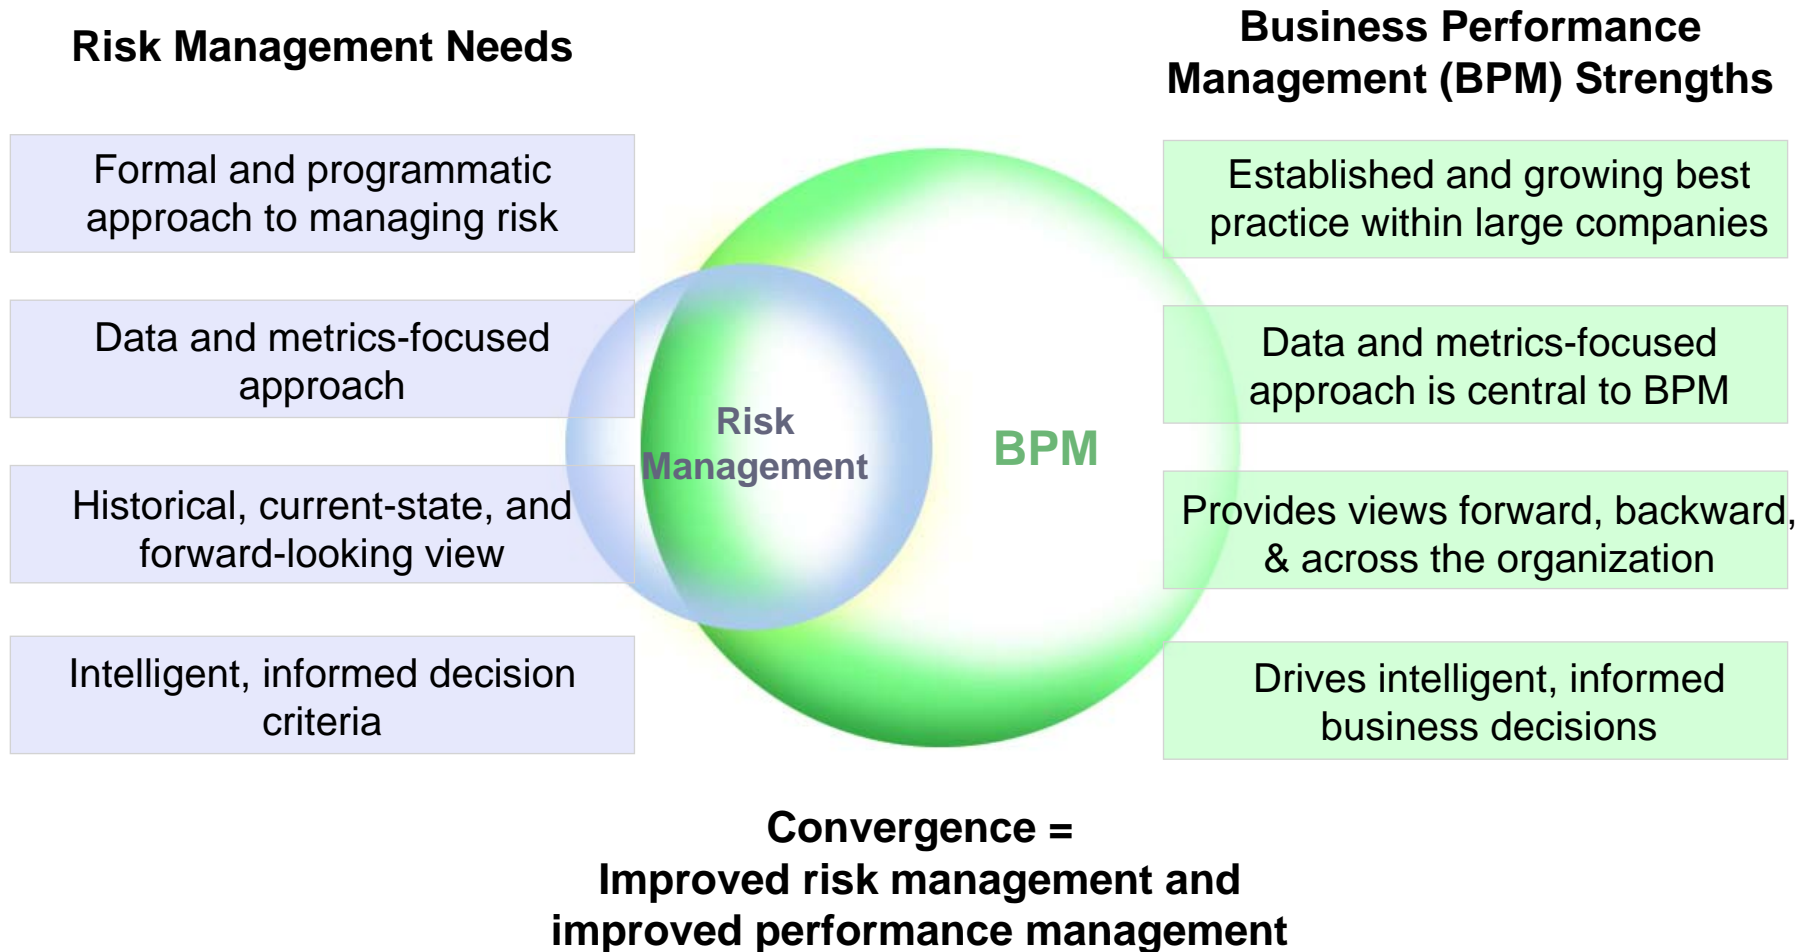 Risk Management Needs
Formal and programmatic
approach to managing risk
Data and metrics-focused
approach
Historical, current-state, and
forward-looking view
Intelligent, informed decision
criteria
Risk
Management
BPM
Business Performance
Management (BPM) Strengths
Established and growing best
practice within large companies
Data and metrics-focused
approach is central to BPM
Provides views forward, backward,
& across the organization
Drives intelligent, informed
business decisions
Convergence =
Improved risk management and
improved performance management